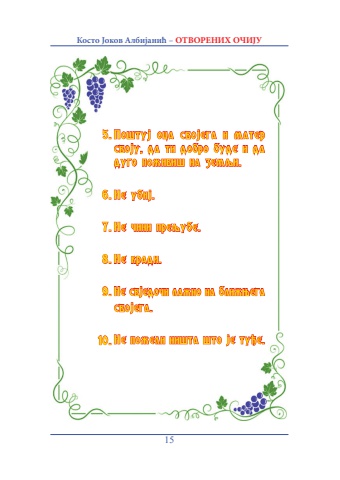 Косто Јоков Албијанић – ОТВОРЕНИХ ОЧИЈУ
5. Поштуј оца својега и матер
своју, да ти добро буде и да
дуго поживиш на земљи.
6. Не убиј.
7. Не чини прељубе.
8. Не кради.
9. Не свједочи лажно на ближњега
својега.
10. Не пожели ништа што је туђе.
15